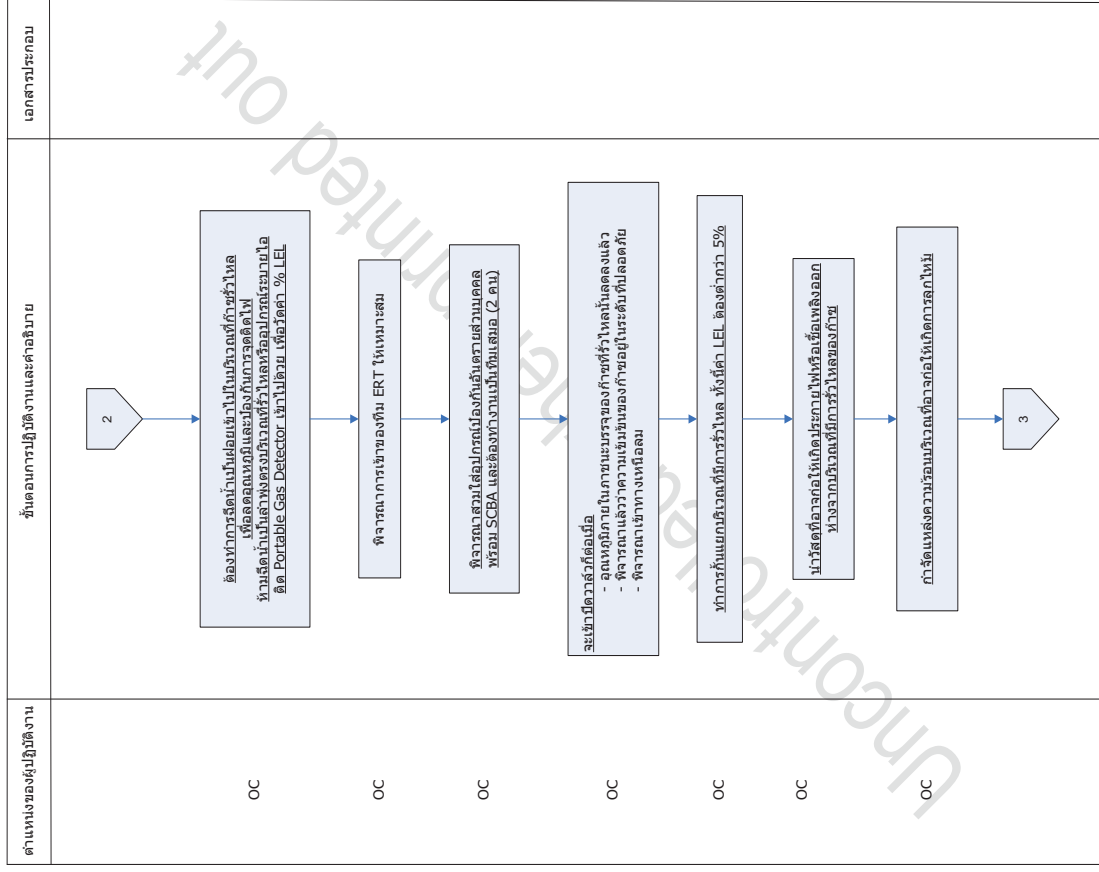 ตำแหน่งของผู้ปฏิบัติงาน
ขั้นตอนการปฏิบัติงานและคำอธิบาย
เอกสารประกอบ
2
OC
ต้องทำการฉีดน้ำเป็นฝอยเข้าไปในบริเวณที่ก๊าซรั่วไหล
เพื่อลดอุณหภูมิและป้องกันการจุดติดไฟ
ห้ามฉีดน้ำเป็นลำพุ่งตรงบริเวณที่รั่วไหลหรืออุปกรณ์ระบายไอ
ติด Portable Gas Detector เข้าไปด้วย เพื่อวัดค่า % LEL
OC
พิจารณาการเข้าของทีม ERT ให้เหมาะสม
OC
พิจารณาสวมใส่อุปกรณ์ป้องกันอันตรายส่วนบุคคล
พร้อม SCBA และต้องทำงานเป็นทีมเสมอ (2 คน)
OC
จะเข้าปิดวาล์วก็ต่อเมื่อ
- อุณหภูมิภายในภาชนะบรรจุของก๊าซที่รั่วไหลนั้นลดลงแล้ว
- พิจารณาแล้วว่าความเข้มข้นของก๊าซอยู่ในระดับที่ปลอดภัย
- พิจารณาเข้าทางเหนือลม
OC
ทำการกั้นแยกบริเวณที่มีการรั่วไหล ทั้งนี้ค่า LEL ต้องต่ำกว่า 5%
OC
นำวัสดุที่อาจก่อให้เกิดประกายไฟหรือเชื้อเพลิงออก
ห่างจากบริเวณที่มีการรั่วไหลของก๊าซ
OC
กำจัดแหล่งความร้อนบริเวณที่อาจก่อให้เกิดการลุกไหม้
3
Uncontrolled when printed out